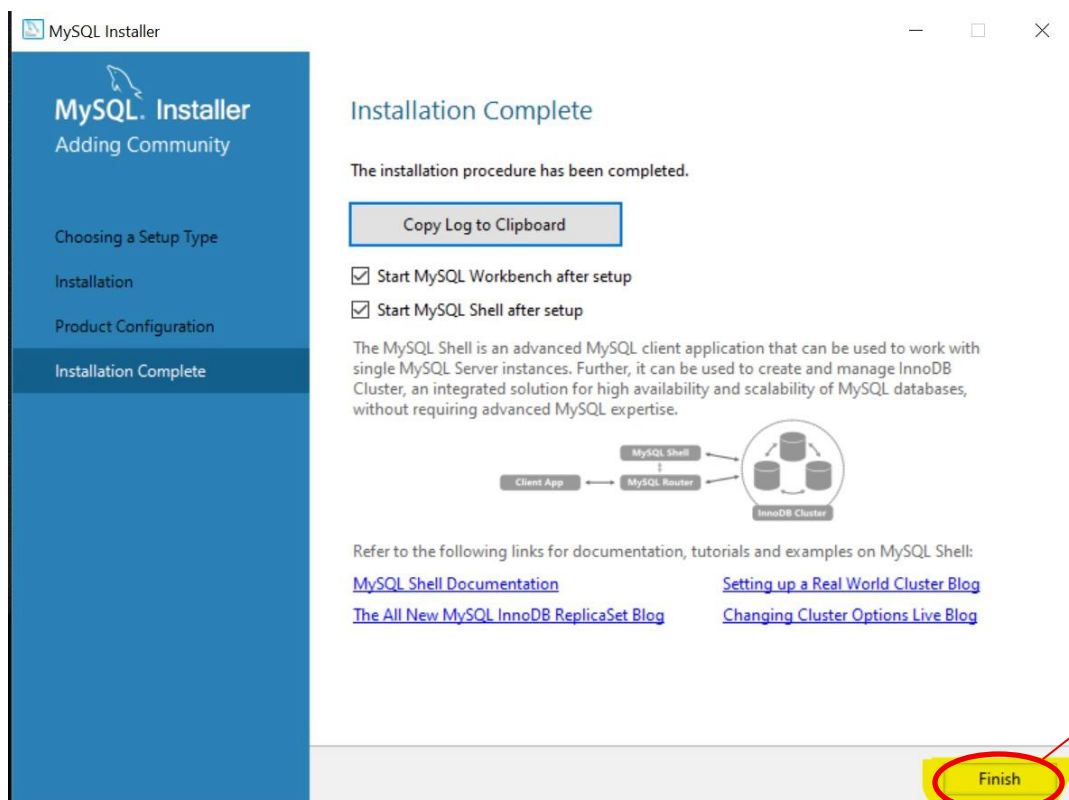 MySQL Installer
MySQL. Installer
Adding Community
Choosing a Setup Type
Installation
Product Configuration
Installation Complete
Installation Complete
The installation procedure has been completed.
Copy Log to Clipboard
Start MySQL Workbench after setup
Start MySQL Shell after setup
The MySQL Shell is an advanced MySQL client application that can be used to work with
single MySQL Server instances. Further, it can be used to create and manage InnoDB
Cluster, an integrated solution for high availability and scalability of MySQL databases,
without requiring advanced MySQL expertise.
MySQL Shell
Client App
MySQL Router
InnoDB Cluster
Refer to the following links for documentation, tutorials and examples on MySQL Shell:
MySQL Shell Documentation
Setting up a Real World Cluster Blog
The All New MySQL InnoDB ReplicaSet Blog
Changing Cluster Options Live Blog
Finish